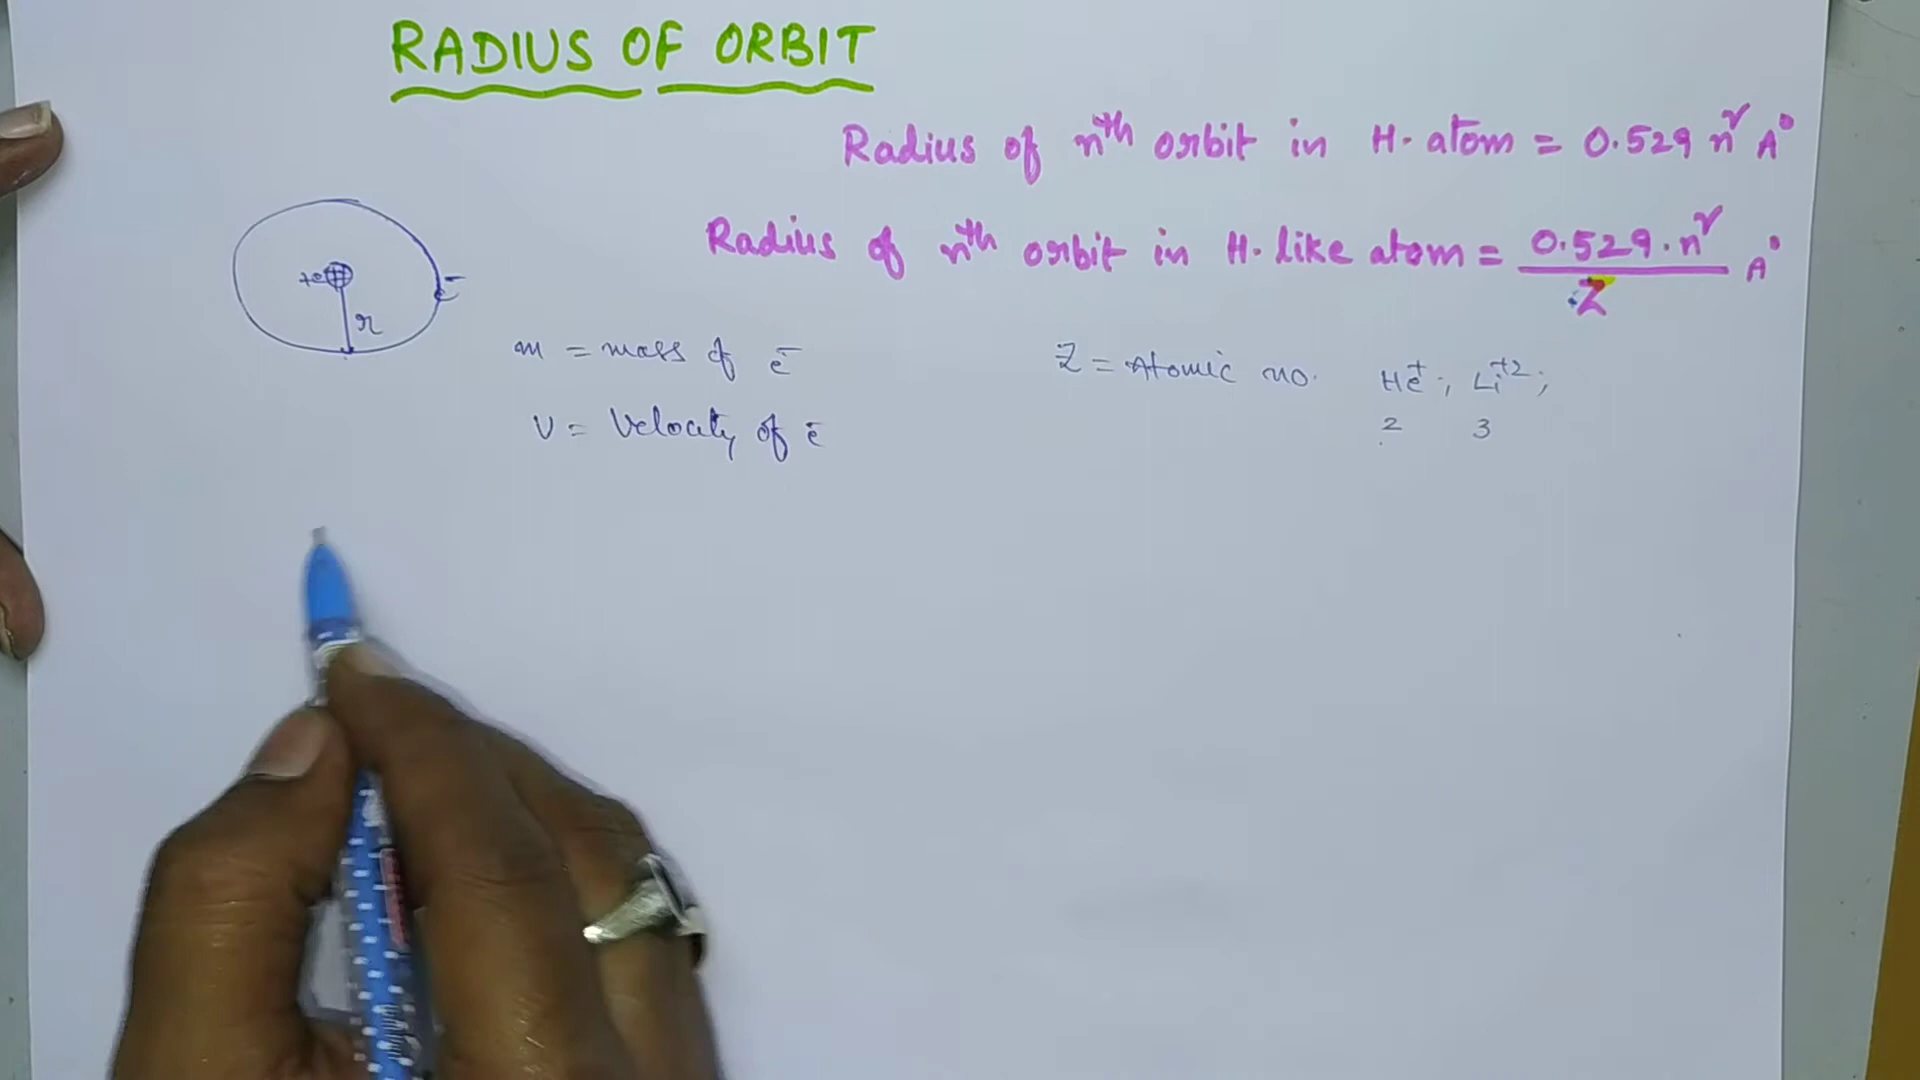 RADIUS OF ORBIT
Radius of nth orbit in H. atom = 0.529 n² A°
Radius of nth orbit in H. like atom = 0.529. n² / Z A°
+e e⁻
r
m = mass of e⁻
v = Velocity of e⁻
Z = Atomic no. He⁺; Li⁺²;
2 3